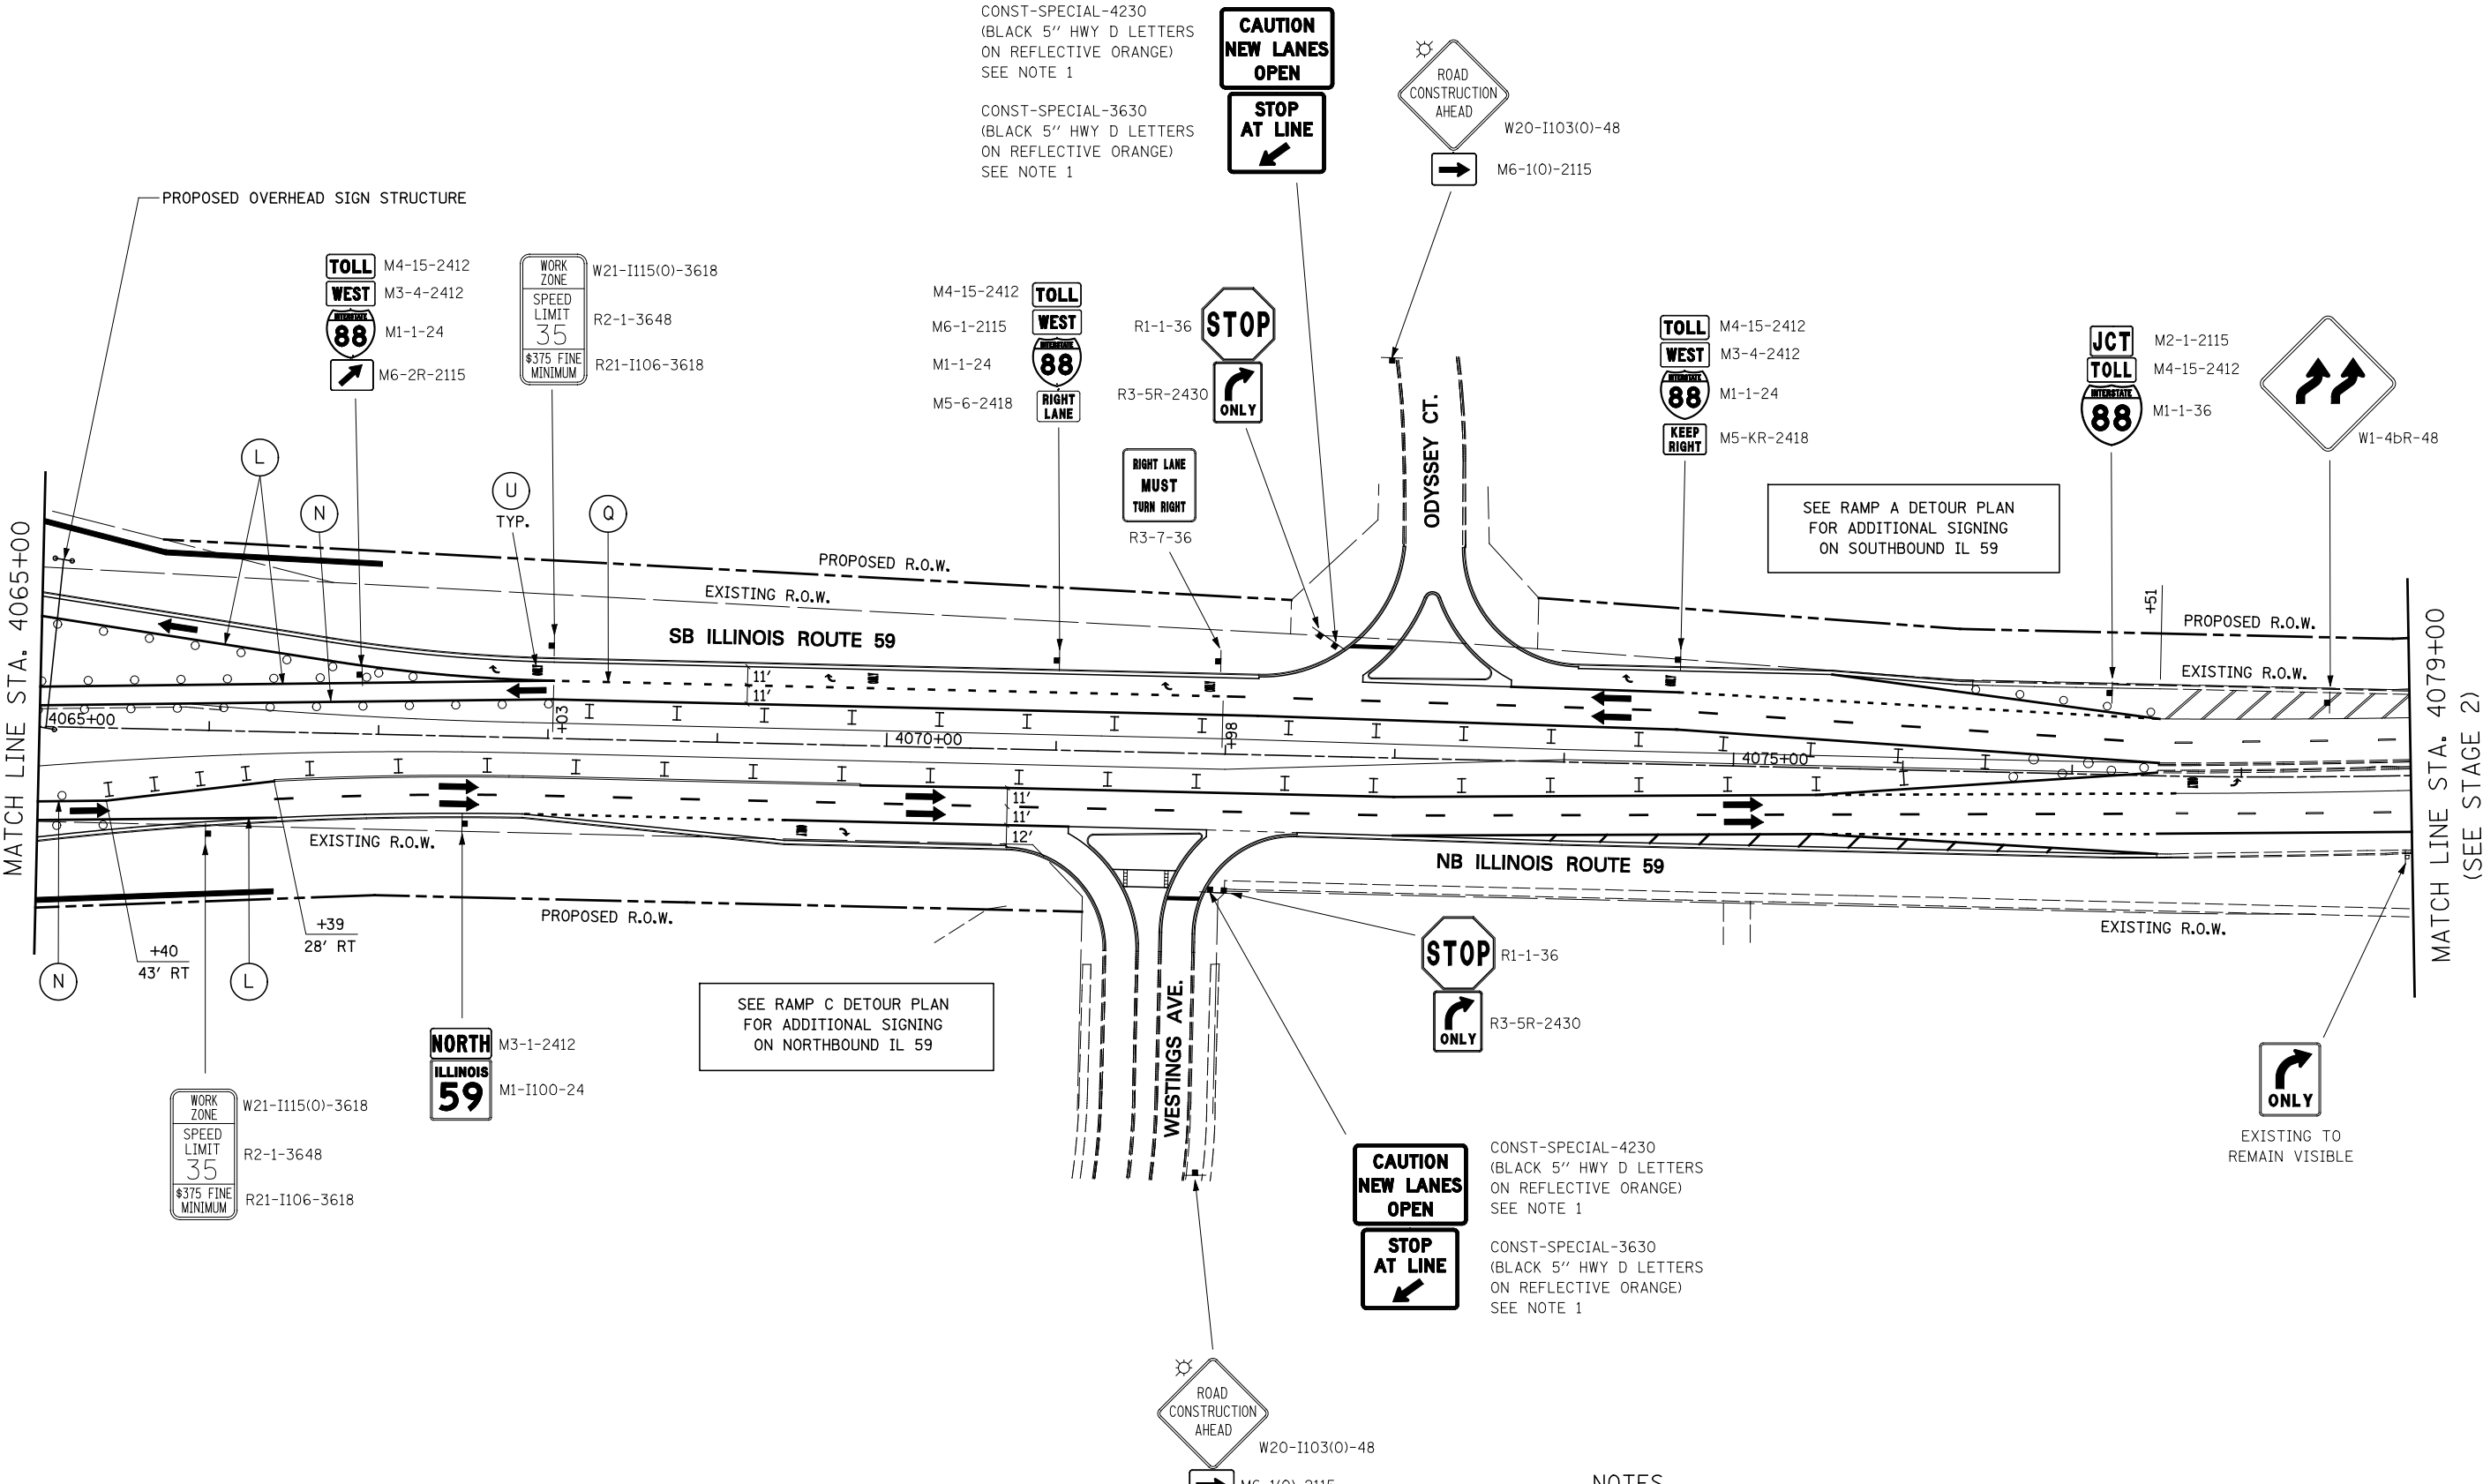 CONST-SPECIAL-4230
(BLACK 5" HWY D LETTERS
ON REFLECTIVE ORANGE)
SEE NOTE 1
CONST-SPECIAL-3630
(BLACK 5" HWY D LETTERS
ON REFLECTIVE ORANGE)
SEE NOTE 1
CAUTION
NEW LANES
OPEN
STOP
AT LINE
ROAD
CONSTRUCTION
AHEAD
W20-I103(O)-48
M6-1(O)-2115
PROPOSED OVERHEAD SIGN STRUCTURE
TOLL M4-15-2412
WEST M3-4-2412
INTERSTATE
88 M1-1-24
M6-2R-2115
WORK
ZONE
W21-I115(O)-3618
SPEED
LIMIT
35
R2-1-3648
$375 FINE
MINIMUM
R21-I106-3618
M4-15-2412 TOLL
M6-1-2115 WEST
INTERSTATE
M1-1-24 88
M5-6-2418 RIGHT
LANE
R1-1-36 STOP
R3-5R-2430 ONLY
RIGHT LANE
MUST
TURN RIGHT
R3-7-36
ODYSSEY CT.
TOLL M4-15-2412
WEST M3-4-2412
INTERSTATE
88 M1-1-24
KEEP
RIGHT
M5-KR-2418
JCT M2-1-2115
TOLL M4-15-2412
INTERSTATE
88 M1-1-36
W1-4bR-48
SEE RAMP A DETOUR PLAN
FOR ADDITIONAL SIGNING
ON SOUTHBOUND IL 59
L
N
U
TYP.
Q
MATCH LINE STA. 4065+00
PROPOSED R.O.W.
EXISTING R.O.W.
SB ILLINOIS ROUTE 59
11'
11'
+03
+98
+51
PROPOSED R.O.W.
EXISTING R.O.W.
4065+00
4070+00
4075+00
MATCH LINE STA. 4079+00
(SEE STAGE 2)
11'
11'
12'
EXISTING R.O.W.
NB ILLINOIS ROUTE 59
PROPOSED R.O.W.
EXISTING R.O.W.
+39
28' RT
+40
43' RT
N
L
SEE RAMP C DETOUR PLAN
FOR ADDITIONAL SIGNING
ON NORTHBOUND IL 59
WESTINGS AVE.
STOP R1-1-36
ONLY R3-5R-2430
NORTH M3-1-2412
ILLINOIS
59 M1-I100-24
WORK
ZONE
W21-I115(O)-3618
SPEED
LIMIT
35
R2-1-3648
$375 FINE
MINIMUM
R21-I106-3618
ONLY
EXISTING TO
REMAIN VISIBLE
CAUTION
NEW LANES
OPEN
STOP
AT LINE
CONST-SPECIAL-4230
(BLACK 5" HWY D LETTERS
ON REFLECTIVE ORANGE)
SEE NOTE 1
CONST-SPECIAL-3630
(BLACK 5" HWY D LETTERS
ON REFLECTIVE ORANGE)
SEE NOTE 1
ROAD
CONSTRUCTION
AHEAD
W20-I103(O)-48
M6-1(O)-2115
NOTES